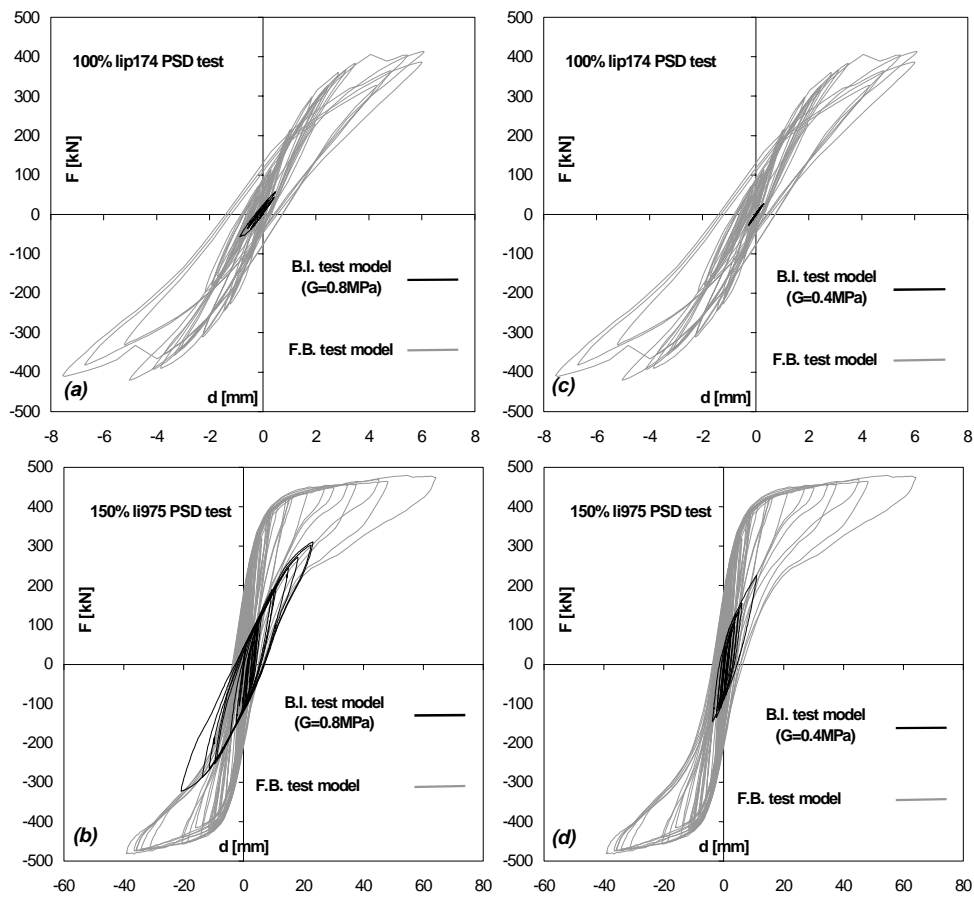 500
400
300
200
100
0
-100
-200
-300
-400
-500
-8 -6 -4 -2 0 2 4 6 8
F [kN]
d [mm]
100% lip174 PSD test
B.I. test model
(G=0.8MPa)
F.B. test model
(a)
500
400
300
200
100
0
-100
-200
-300
-400
-500
-8 -6 -4 -2 0 2 4 6 8
F [kN]
d [mm]
100% lip174 PSD test
B.I. test model
(G=0.4MPa)
F.B. test model
(c)
500
400
300
200
100
0
-100
-200
-300
-400
-500
-60 -40 -20 0 20 40 60 80
F [kN]
d [mm]
150% li975 PSD test
B.I. test model
(G=0.8MPa)
F.B. test model
(b)
500
400
300
200
100
0
-100
-200
-300
-400
-500
-60 -40 -20 0 20 40 60 80
F [kN]
d [mm]
150% li975 PSD test
B.I. test model
(G=0.4MPa)
F.B. test model
(d)